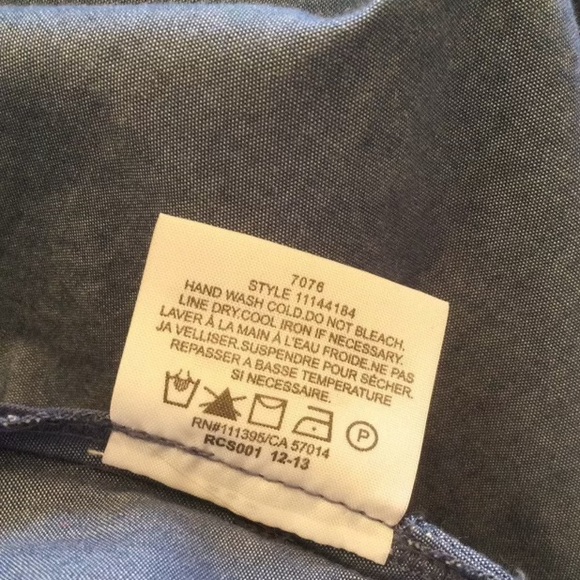 7076
STYLE 11144184
HAND WASH COLD.DO NOT BLEACH.
LINE DRY.COOL IRON IF NECESSARY.
LAVER À LA MAIN À L'EAU FROIDE.NE PAS
JA VELLISER.SUSPENDRE POUR SÉCHER.
REPASSER A BASSE TEMPERATURE
SI NECESSAIRE.
P
RN#111395/CA 57014
RCS001 12-13